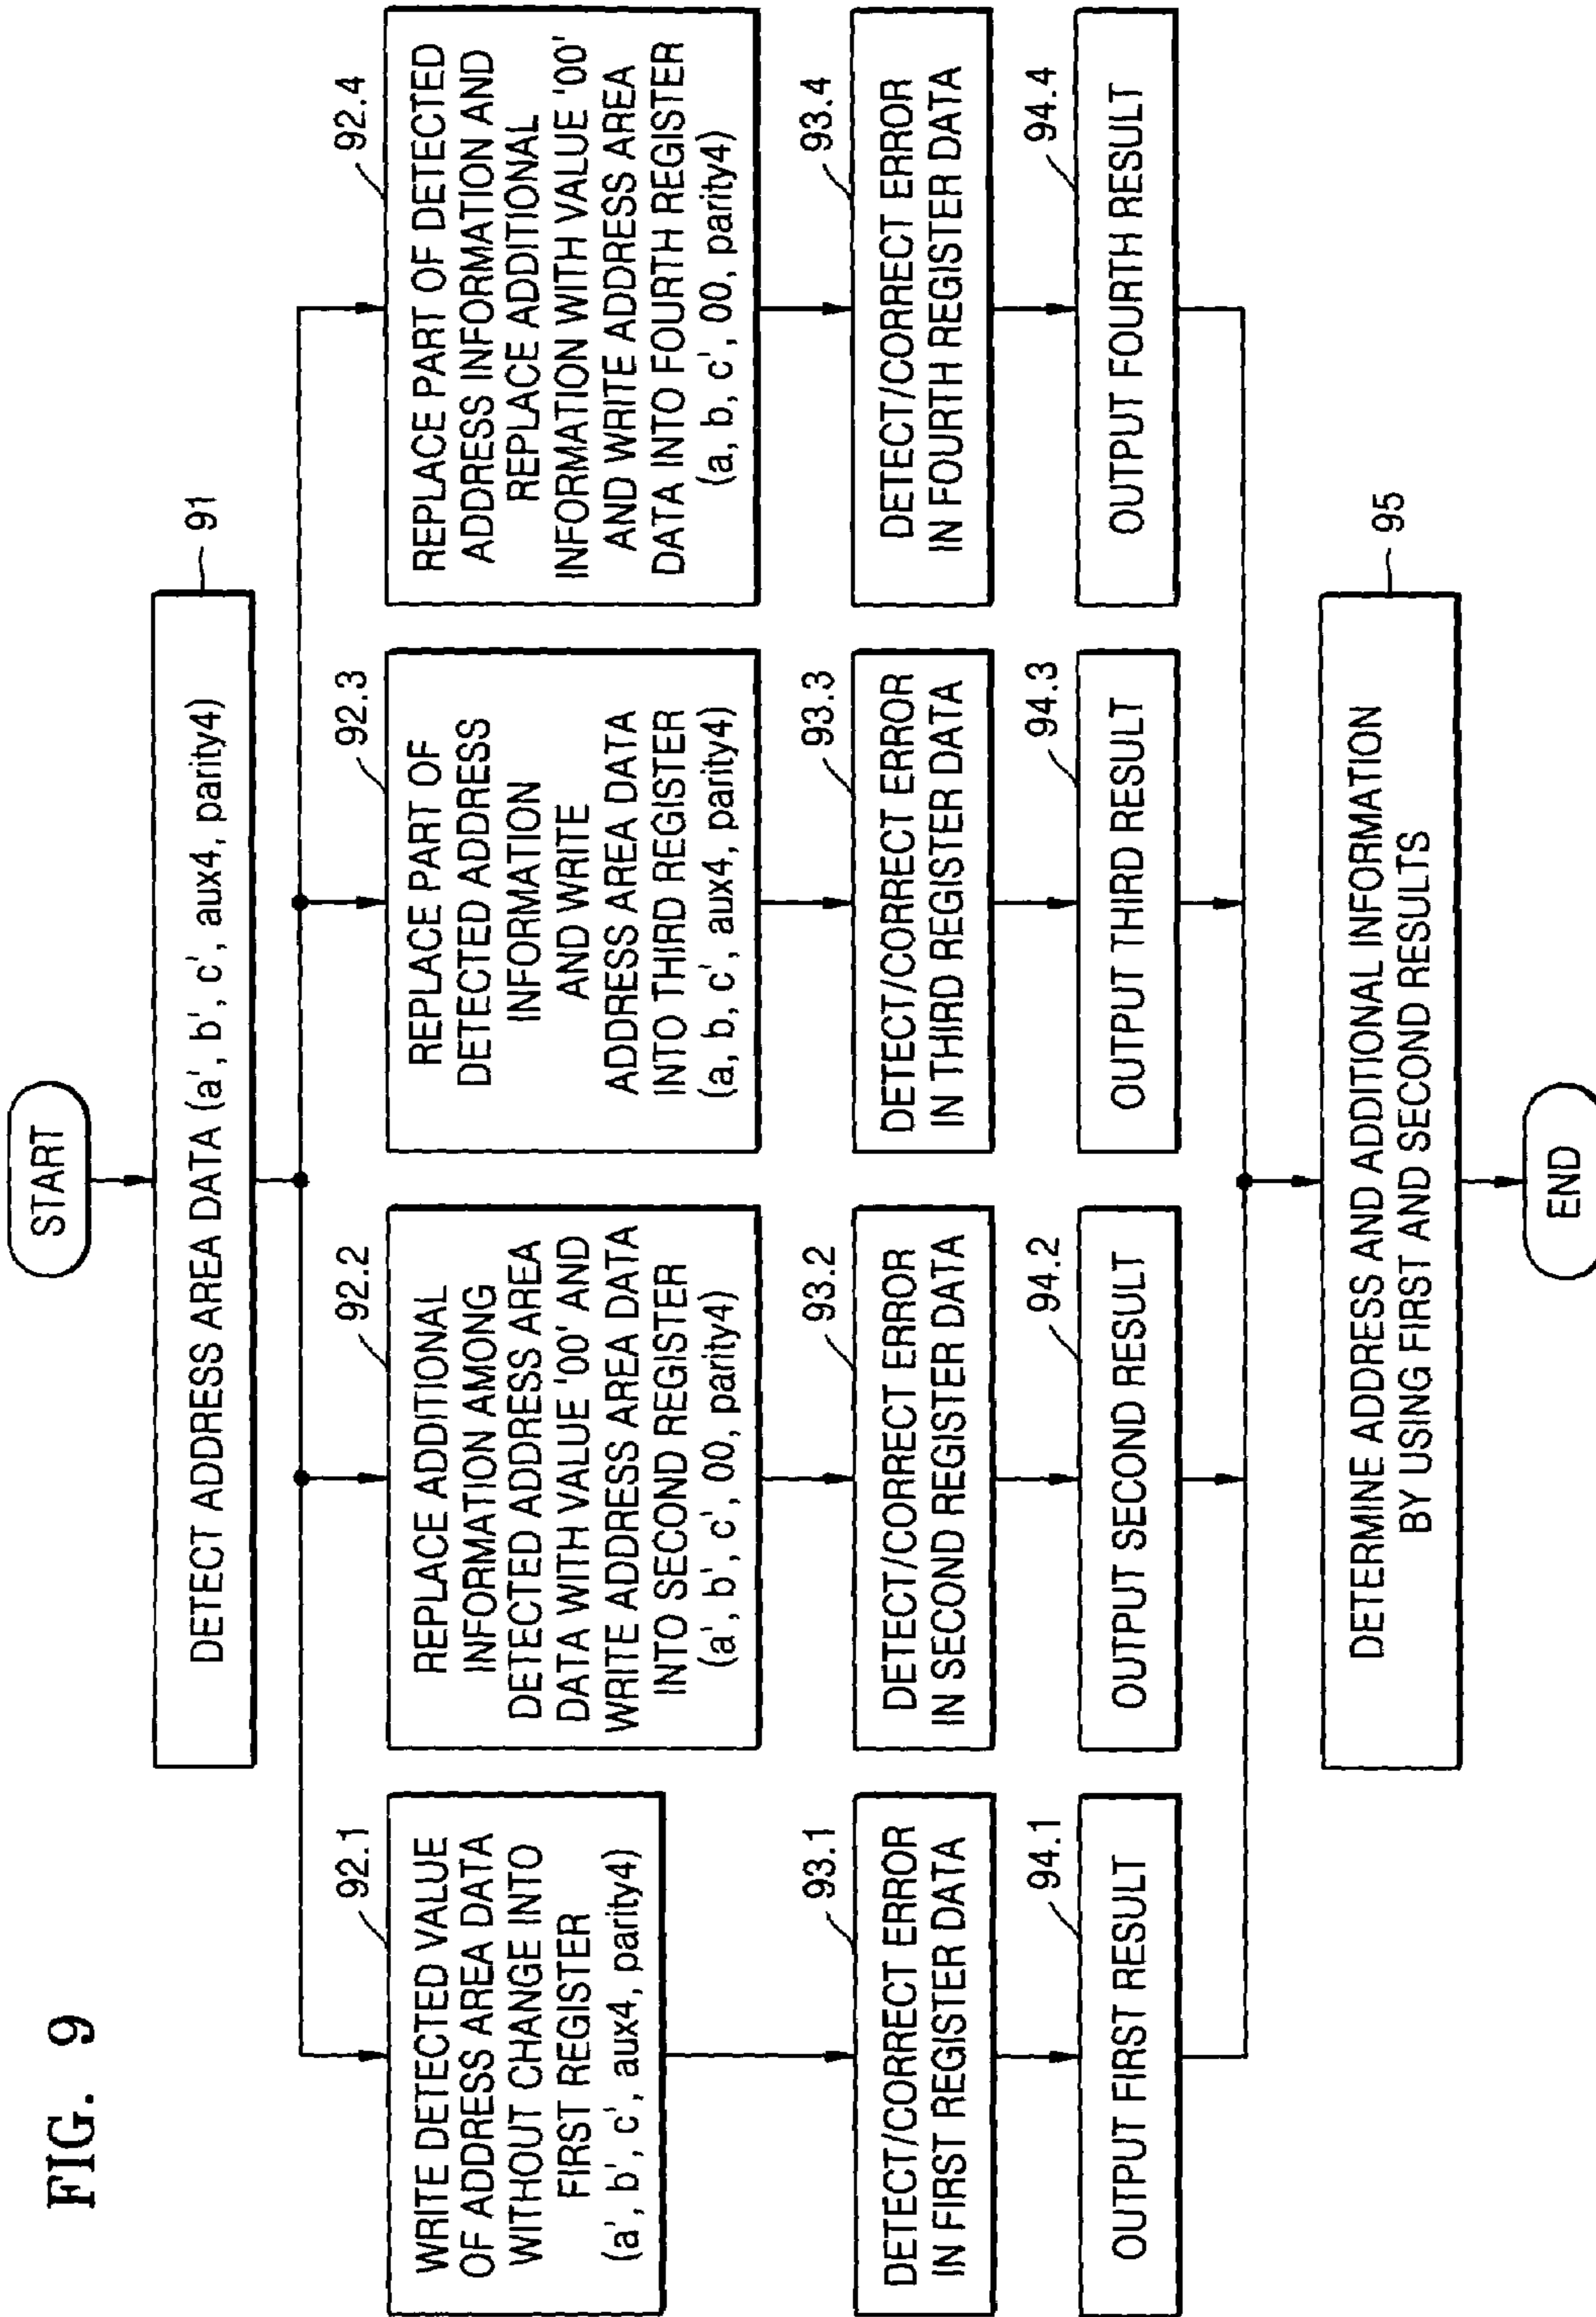 FIG. 9
START
DETECT ADDRESS AREA DATA (a', b', c', aux4, parity4)
91
92.1
WRITE DETECTED VALUE
OF ADDRESS AREA DATA
WITHOUT CHANGE INTO
FIRST REGISTER
(a', b', c', aux4, parity4)
92.2
REPLACE ADDITIONAL
INFORMATION AMONG
DETECTED ADDRESS AREA
DATA WITH VALUE '00' AND
WRITE ADDRESS AREA DATA
INTO SECOND REGISTER
(a', b', c', 00, parity4)
92.3
REPLACE PART OF
DETECTED ADDRESS
INFORMATION
AND WRITE
ADDRESS AREA DATA
INTO THIRD REGISTER
(a, b, c', aux4, parity4)
92.4
REPLACE PART OF DETECTED
ADDRESS INFORMATION AND
REPLACE ADDITIONAL
INFORMATION WITH VALUE '00'
AND WRITE ADDRESS AREA
DATA INTO FOURTH REGISTER
(a, b, c', 00, parity4)
93.1
DETECT/CORRECT ERROR
IN FIRST REGISTER DATA
93.2
DETECT/CORRECT ERROR
IN SECOND REGISTER DATA
93.3
DETECT/CORRECT ERROR
IN THIRD REGISTER DATA
93.4
DETECT/CORRECT ERROR
IN FOURTH REGISTER DATA
94.1
OUTPUT FIRST RESULT
94.2
OUTPUT SECOND RESULT
94.3
OUTPUT THIRD RESULT
94.4
OUTPUT FOURTH RESULT
95
DETERMINE ADDRESS AND ADDITIONAL INFORMATION
BY USING FIRST AND SECOND RESULTS
END